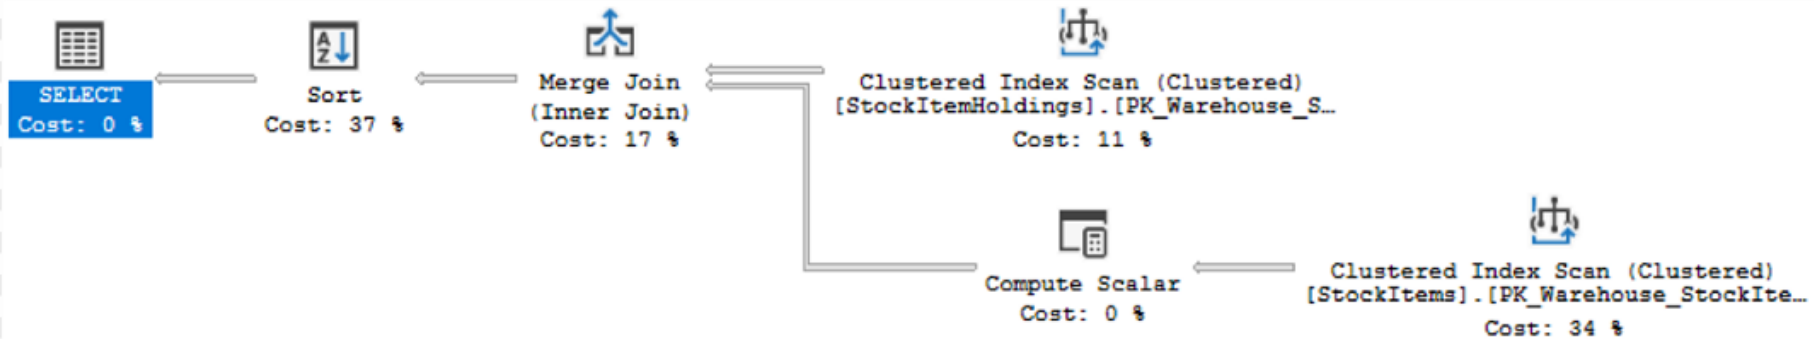 SELECT
Cost: 0 %
A
Z
Sort
Cost: 37 %
Merge Join
(Inner Join)
Cost: 17 %
Clustered Index Scan (Clustered)
[StockItemHoldings].[PK_Warehouse_S…
Cost: 11 %
Compute Scalar
Cost: 0 %
Clustered Index Scan (Clustered)
[StockItems].[PK_Warehouse_StockIte…
Cost: 34 %